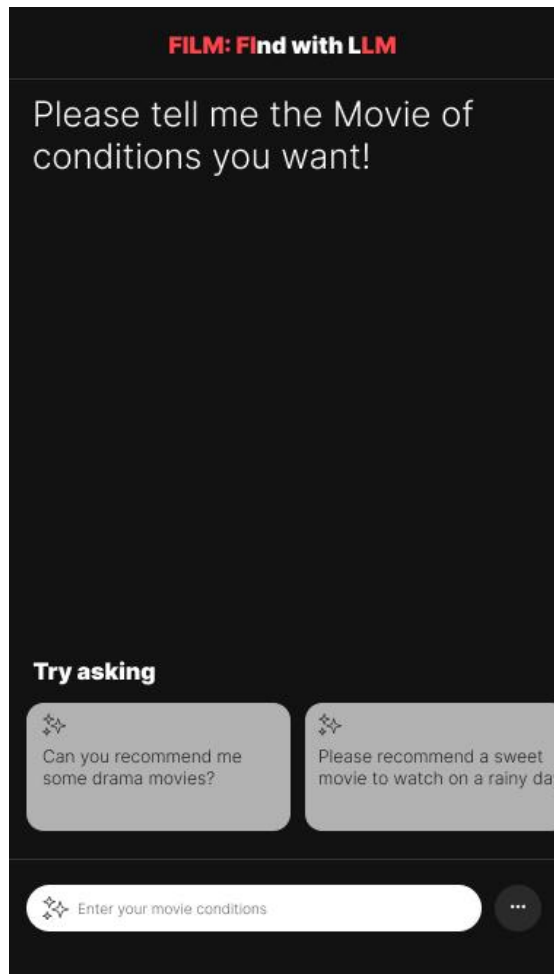 FILM: FInd with LLM
Please tell me the Movie of
conditions you want!
Try asking
Can you recommend me
some drama movies?
Please recommend a sweet
movie to watch on a rainy da
Enter your movie conditions